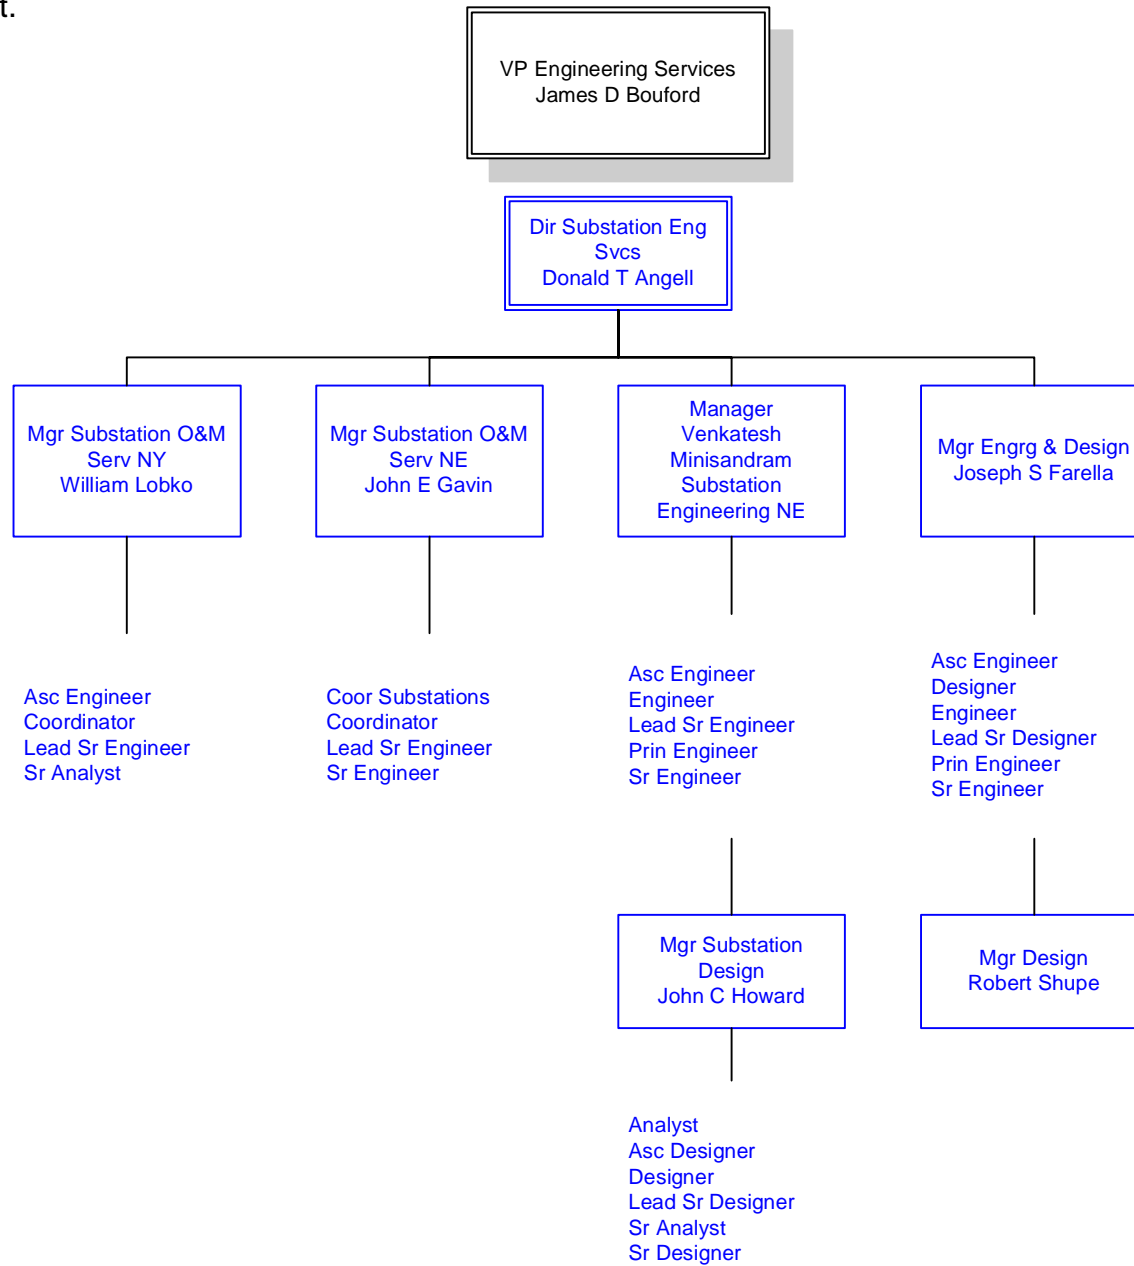 t.
VP Engineering Services
James D Bouford
Dir Substation Eng
Svcs
Donald T Angell
Mgr Substation O&M
Serv NY
William Lobko
Mgr Substation O&M
Serv NE
John E Gavin
Manager
Venkatesh
Minisandram
Substation
Engineering NE
Mgr Engrg & Design
Joseph S Farella
Asc Engineer
Coordinator
Lead Sr Engineer
Sr Analyst
Coor Substations
Coordinator
Lead Sr Engineer
Sr Engineer
Asc Engineer
Engineer
Lead Sr Engineer
Prin Engineer
Sr Engineer
Asc Engineer
Designer
Engineer
Lead Sr Designer
Prin Engineer
Sr Engineer
Mgr Substation
Design
John C Howard
Mgr Design
Robert Shupe
Analyst
Asc Designer
Designer
Lead Sr Designer
Sr Analyst
Sr Designer